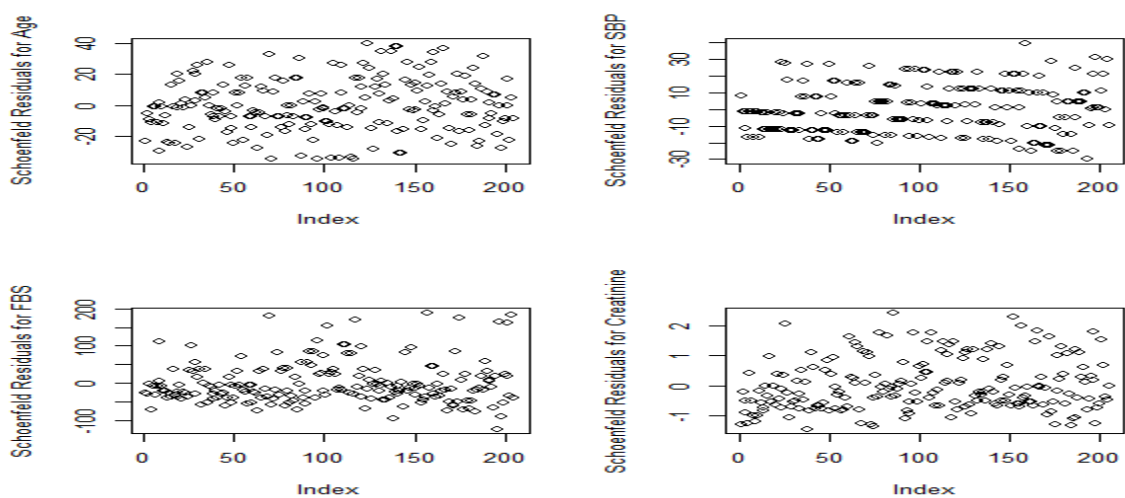 Schoenfeld Residuals for Age
40
20
0
-20
0 50 100 150 200
Index
Schoenfeld Residuals for SBP
30
10
-10
-30
0 50 100 150 200
Index
Schoenfeld Residuals for FBS
200
100
0
-100
0 50 100 150 200
Index
Schoenfeld Residuals for Creatinine
2
1
0
-1
0 50 100 150 200
Index